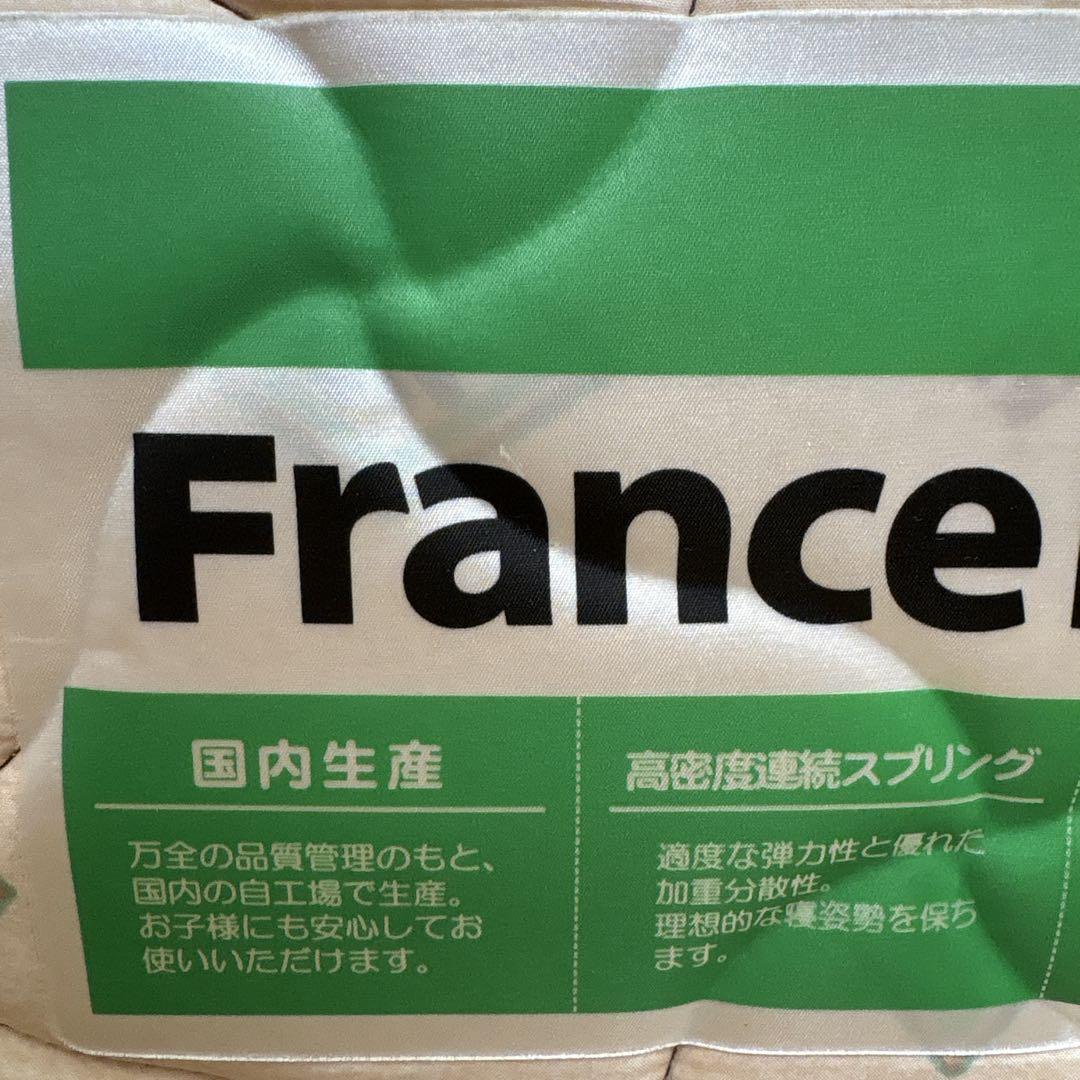 France
国内生産
万全の品質管理のもと、
国内の自工場で生産。
お子様にも安心してお
使いいただけます。
高密度連続スプリング
適度な弾力性と優れた
加重分散性。
理想的な寝姿勢を保ち
ます。